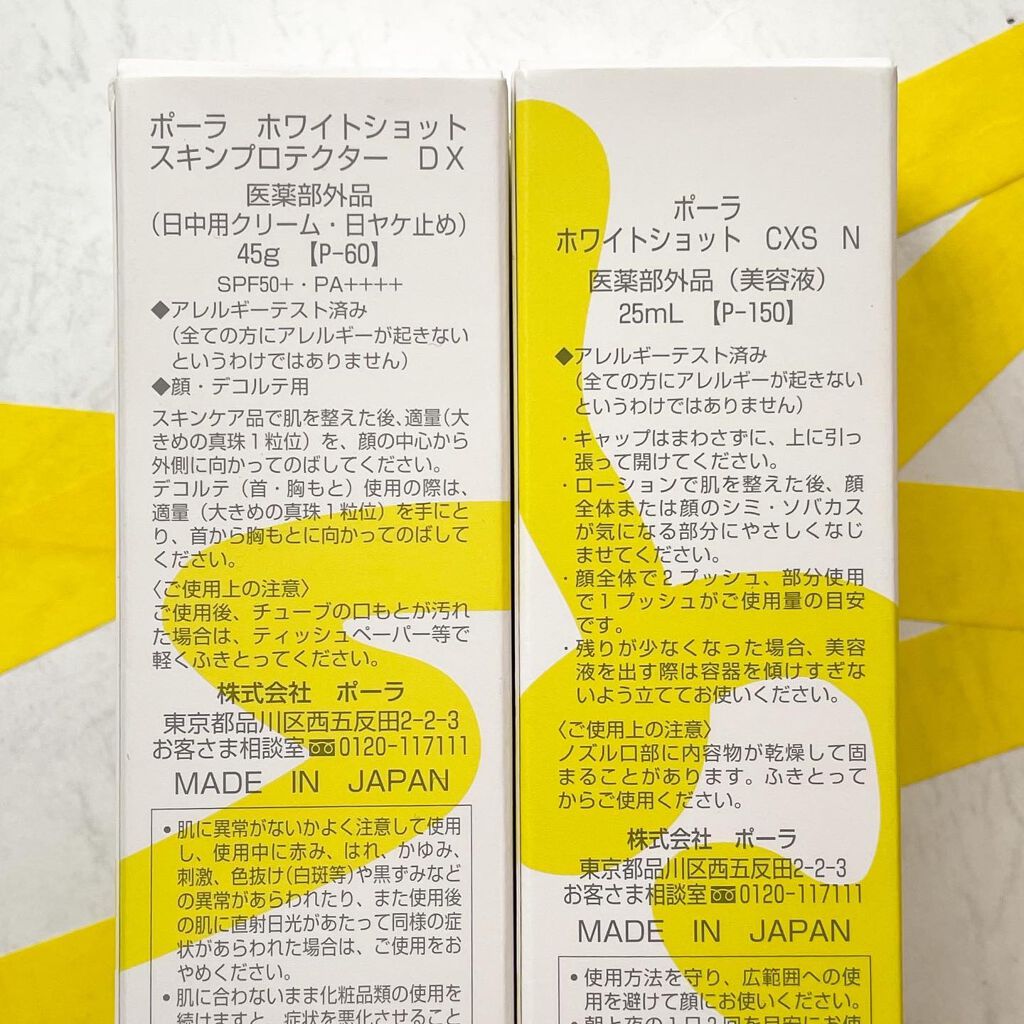 ポーラ ホワイトショット
スキンプロテクター DX
医薬部外品
(日中用クリーム・日ヤケ止め)
45g 【P-60】
SPF50+・PA++++
◆アレルギーテスト済み
(全ての方にアレルギーが起きない
というわけではありません)
◆顔・デコルテ用
スキンケア品で肌を整えた後、適量(大
きめの真珠1粒位)を、顔の中心から
外側に向かってのばしてください。
デコルテ(首・胸もと)使用の際は、
適量(大きめの真珠1粒位)を手にと
り、首から胸もとに向かってのばして
ください。
〈ご使用上の注意〉
ご使用後、チューブの口もとが汚れ
た場合は、ティッシュペーパー等で
軽くふきとってください。
株式会社 ポーラ
東京都品川区西五反田2-2-3
お客さま相談室 0120-117111
MADE IN JAPAN
• 肌に異常がないかよく注意して使用
し、使用中に赤み、はれ、かゆみ、
刺激、色抜け(白斑等)や黒ずみなど
の異常があらわれたり、また使用後
の肌に直射日光があたって同様の症
状があらわれた場合は、ご使用をお
やめください。
• 肌に合わないまま化粧品類の使用を
続けますと、症状を悪化させること
ポーラ
ホワイトショット CXS N
医薬部外品(美容液)
25mL 【P-150】
◆アレルギーテスト済み
(全ての方にアレルギーが起きない
というわけではありません)
・キャップはまわさずに、上に引っ
張って開けてください。
・ローションで肌を整えた後、顔
全体または顔のシミ・ソバカス
が気になる部分にやさしくなじ
ませてください。
・顔全体で2プッシュ、部分使用
で1プッシュがご使用量の目安
です。
・残りが少なくなった場合、美容
液を出す際は容器を傾けすぎな
いよう立ててお使いください。
〈ご使用上の注意〉
ノズル口部に内容物が乾燥して固
まることがあります。ふきとって
からご使用ください。
株式会社 ポーラ
東京都品川区西五反田2-2-3
お客さま相談室 0120-117111
MADE IN JAPAN
• 使用方法を守り、広範囲への使
用を避けて顔にお使いください。
• 朝と夜の1日2回を目安にお使